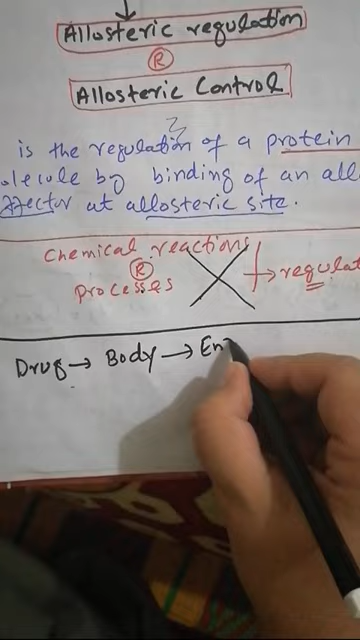 Allosteric regulation
R
Allosteric Control
is the regulation of a protein
olecule by binding of an all
effector at allosteric site.
Chemical reactions
R
Processes
→ regulat
Drug → Body → En